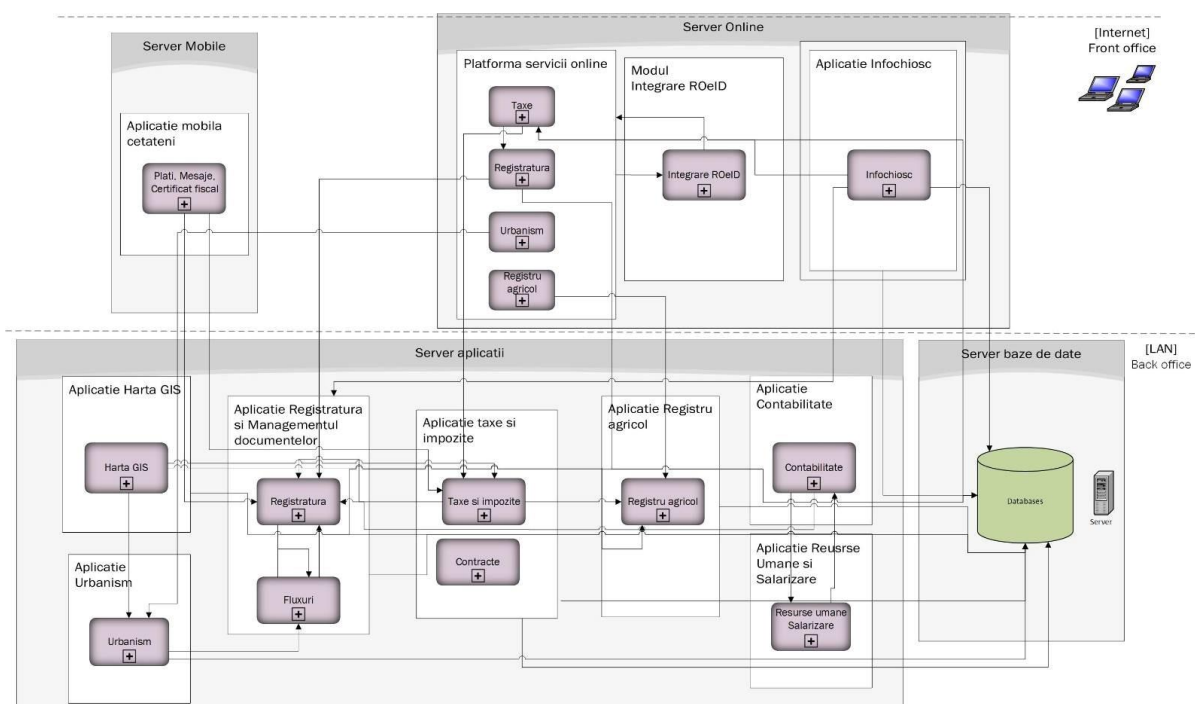 Server Mobile
Aplicatie mobila
cetateni
Plati, Mesaje,
Certificat fiscal
Server Online
Platforma servicii online
Taxe
Registratura
Urbanism
Registru
agricol
Modul
Integrare ROeID
Integrare ROeID
Aplicatie Infochiosc
Infochiosc
[Internet]
Front office
Server aplicatii
Aplicatie Harta GIS
Harta GIS
Aplicatie
Urbanism
Urbanism
Aplicatie Registratura
si Managementul
documentelor
Registratura
Fluxuri
Aplicatie taxe si
impozite
Taxe si impozite
Contracte
Aplicatie Registru
agricol
Registru agricol
Aplicatie
Contabilitate
Contabilitate
Aplicatie Reusrse
Umane si
Salarizare
Resurse umane
Salarizare
Server baze de date
Databases
Server
[LAN]
Back office